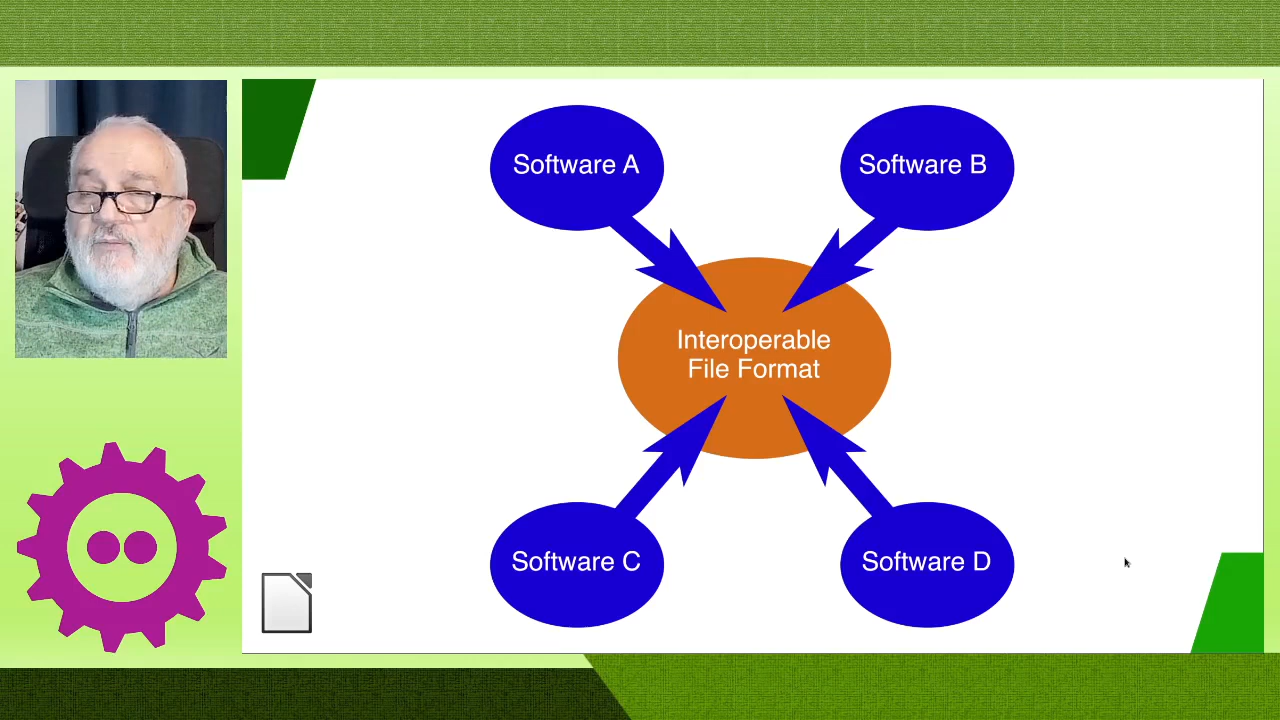 Software A
Software B
Interoperable
File Format
Software C
Software D